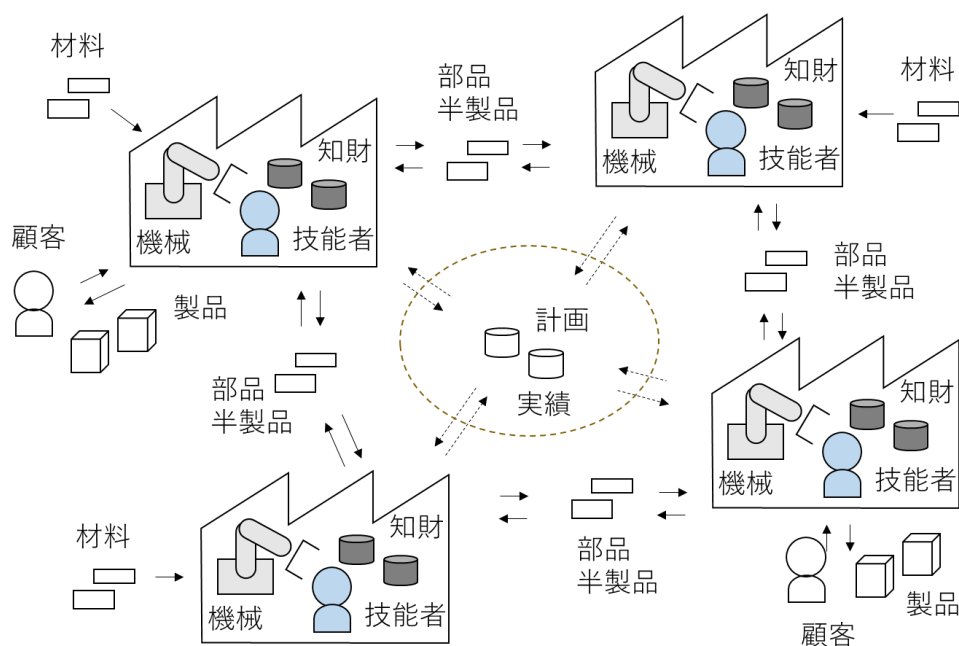 材料
部品
半製品
知財
機械
技能者
材料
知財
機械
技能者
顧客
製品
部品
半製品
計画
実績
部品
半製品
知財
機械
技能者
材料
知財
機械
技能者
部品
半製品
顧客
製品